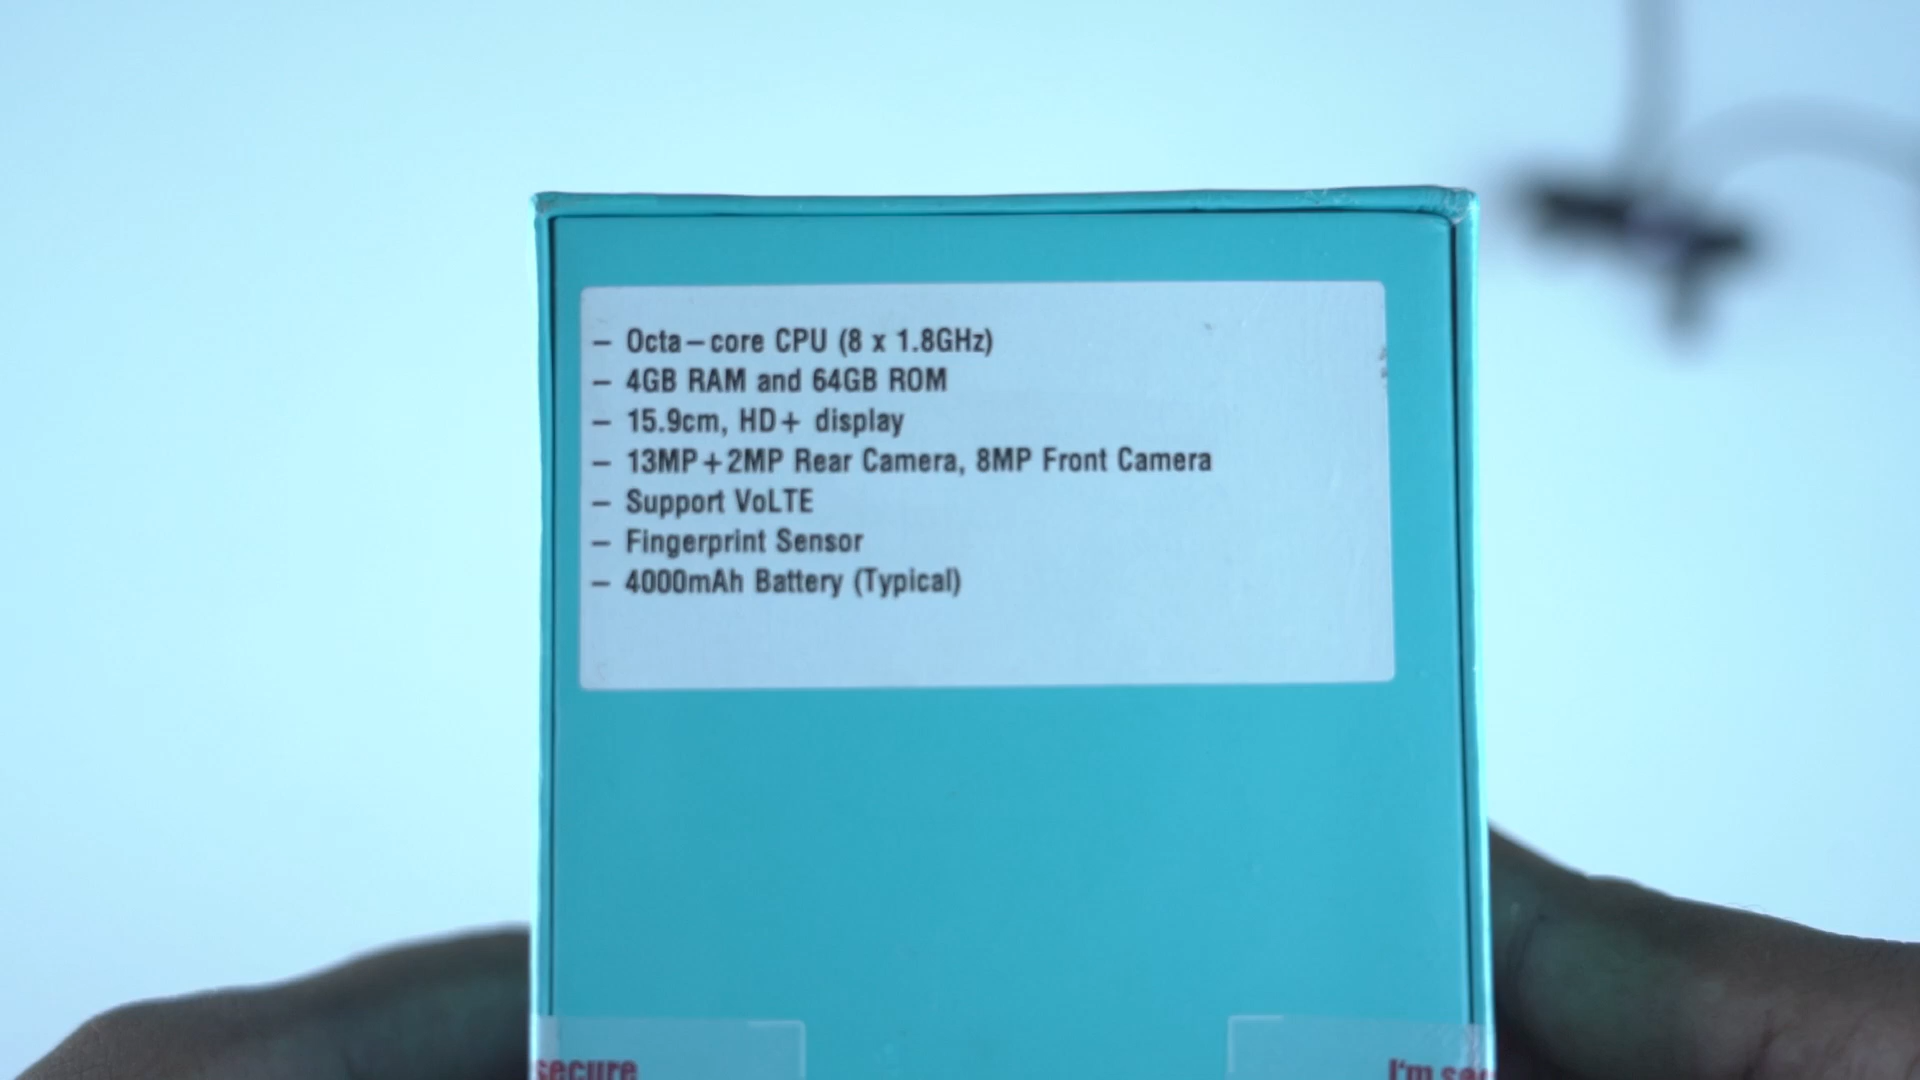 – Octa–core CPU (8 x 1.8GHz)
– 4GB RAM and 64GB ROM
– 15.9cm, HD+ display
– 13MP+2MP Rear Camera, 8MP Front Camera
– Support VoLTE
– Fingerprint Sensor
– 4000mAh Battery (Typical)
secure
I'm